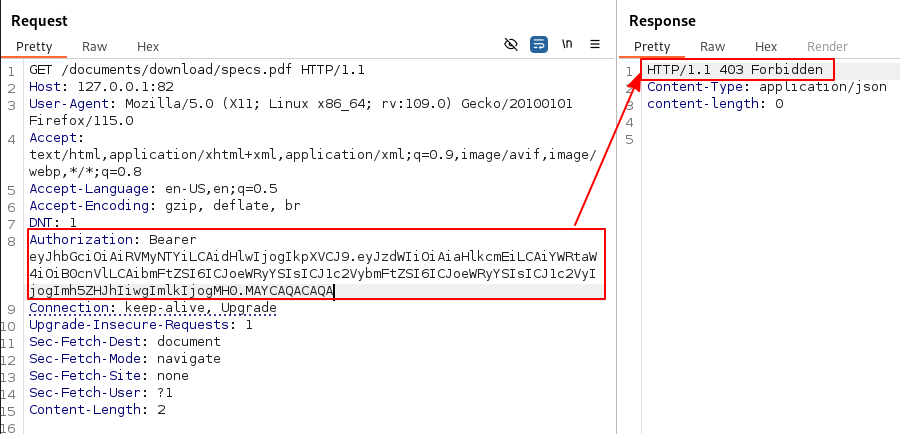 Request
Pretty
Raw
Hex
\n
1 GET /documents/download/specs.pdf HTTP/1.1
2 Host: 127.0.0.1:82
3 User-Agent: Mozilla/5.0 (X11; Linux x86_64; rv:109.0) Gecko/20100101
Firefox/115.0
4 Accept:
text/html,application/xhtml+xml,application/xml;q=0.9,image/avif,image/
webp,*/*;q=0.8
5 Accept-Language: en-US,en;q=0.5
6 Accept-Encoding: gzip, deflate, br
7 DNT: 1
8 Authorization: Bearer
eyJhbGciOiAiRVMyNTYiLCAidHlwIjogIkpXVCJ9.eyJzdWIiOiAiaHlkcmEiLCAiYWRtaW
4iOiB0cnVlLCAibmFtZSI6ICJoeWRyYSIsICJ1c2VybmFtZSI6ICJoeWRyYSIsICJ1c2VyI
jogImh5ZHJhIiwgImlkIjogMH0.MAYCAQACAQA
9 Connection: keep-alive, Upgrade
10 Upgrade-Insecure-Requests: 1
11 Sec-Fetch-Dest: document
12 Sec-Fetch-Mode: navigate
13 Sec-Fetch-Site: none
14 Sec-Fetch-User: ?1
15 Content-Length: 2
16
Response
Pretty
Raw
Hex
Render
1 HTTP/1.1 403 Forbidden
2 Content-Type: application/json
3 content-length: 0
4
5